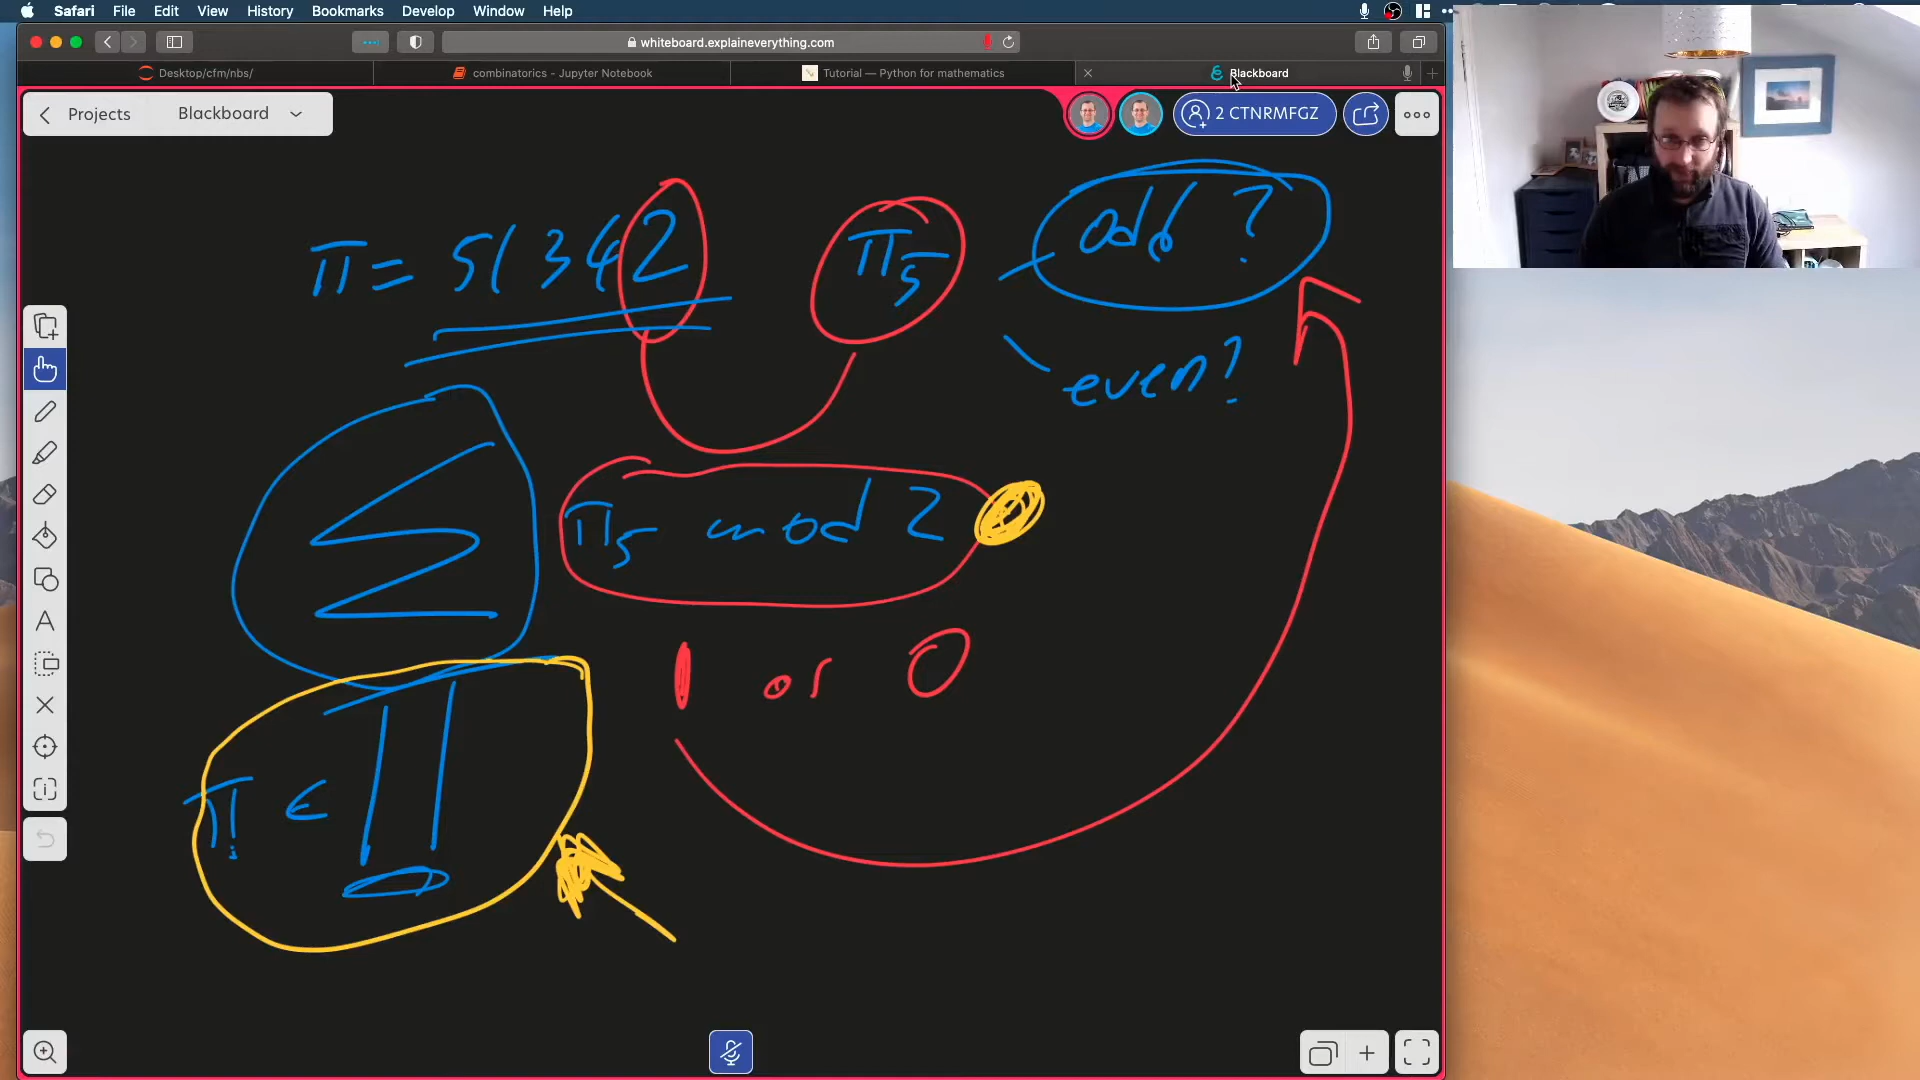 Safari File Edit View History Bookmarks Develop Window Help
whiteboard.explaineverything.com
Desktop/cfm/nbs/
combinatorics - Jupyter Notebook
Tutorial — Python for mathematics
Blackboard
Projects
Blackboard
2 CTNRMFGZ
π = 51342
π5
odd ?
even?
Σ
π5 mod 2
1 or 0
π ∈ Π